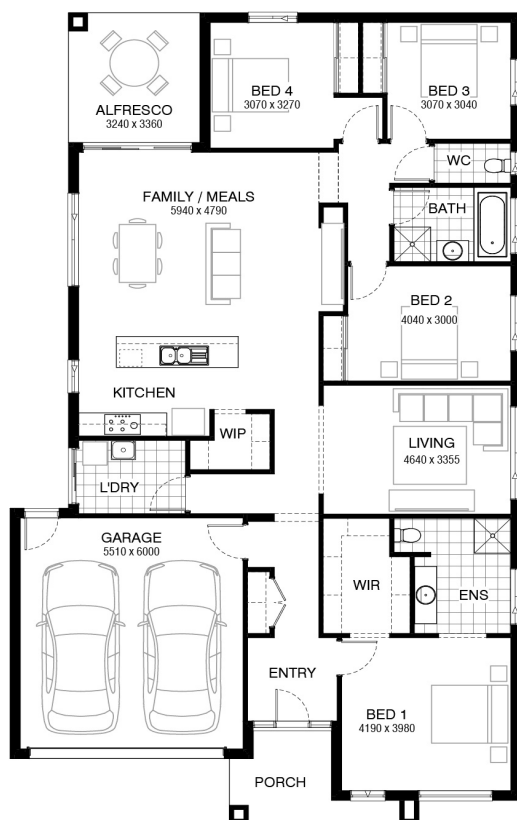 BED 4
3070 x 3270
BED 3
3070 x 3040
ALFRESCO
3240 x 3360
WC
FAMILY / MEALS
5940 x 4790
BATH
BED 2
4040 x 3000
KITCHEN
WIP
LIVING
4640 x 3355
L'DRY
GARAGE
5510 x 6000
WIR
ENS
ENTRY
BED 1
4190 x 3980
PORCH